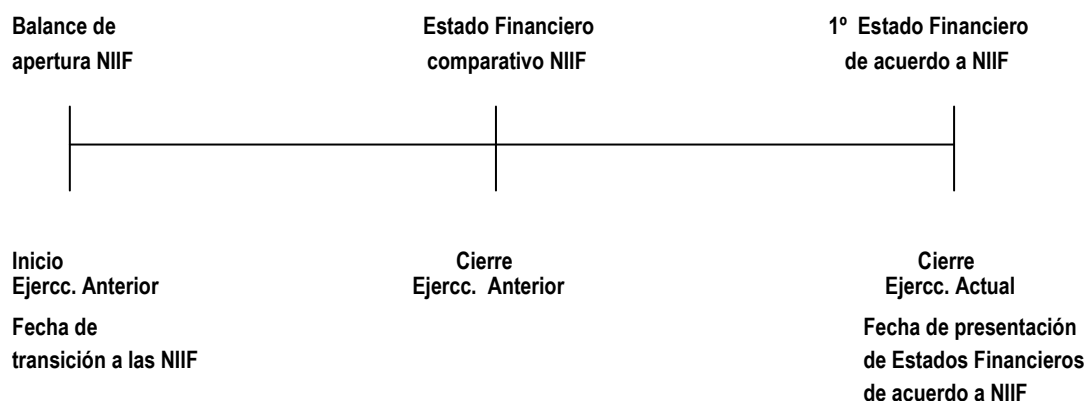 Balance de
apertura NIIF
Estado Financiero
comparativo NIIF
1º Estado Financiero
de acuerdo a NIIF
Inicio
Ejercc. Anterior
Fecha de
transición a las NIIF
Cierre
Ejercc. Anterior
Cierre
Ejercc. Actual
Fecha de presentación
de Estados Financieros
de acuerdo a NIIF